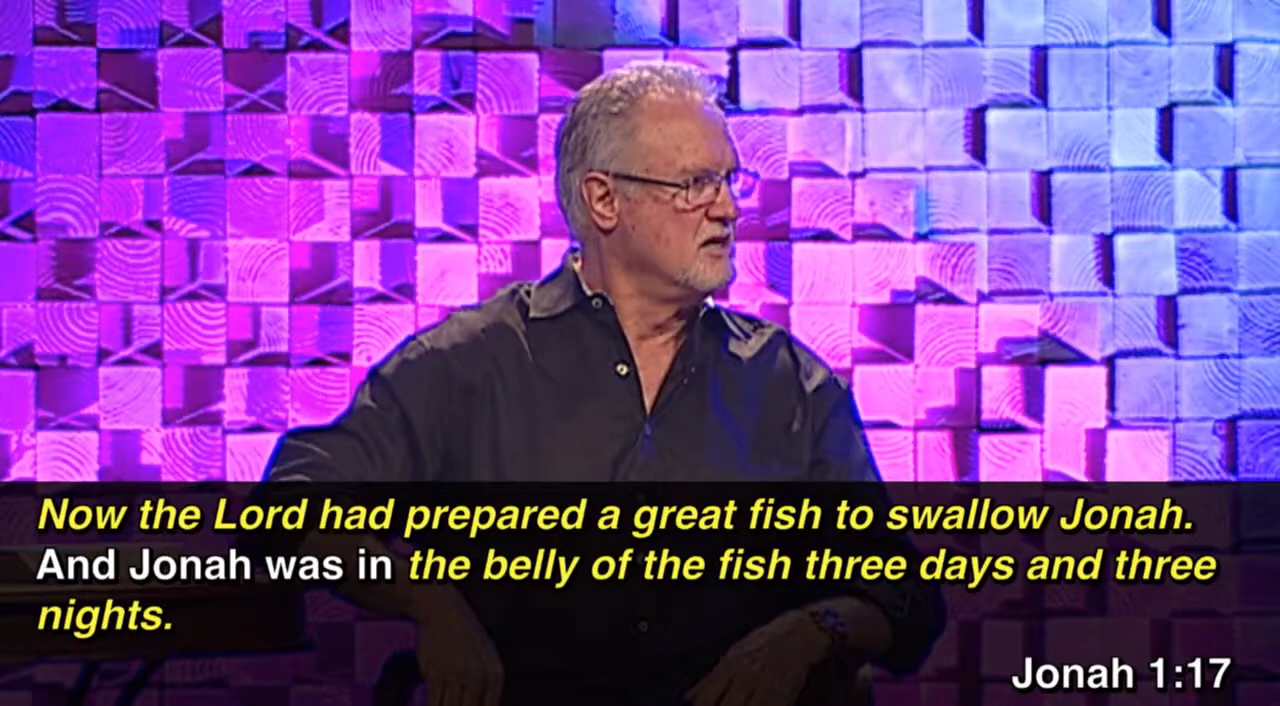 Now the Lord had prepared a great fish to swallow Jonah.
And Jonah was in the belly of the fish three days and three
nights.
Jonah 1:17